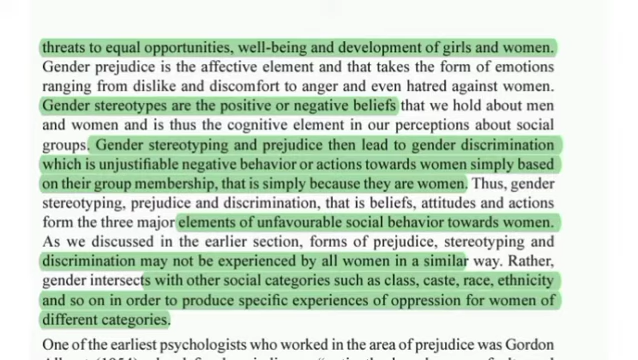 threats to equal opportunities, well-being and development of girls and women.
Gender prejudice is the affective element and that takes the form of emotions
ranging from dislike and discomfort to anger and even hatred against women.
Gender stereotypes are the positive or negative beliefs that we hold about men
and women and is thus the cognitive element in our perceptions about social
groups. Gender stereotyping and prejudice then lead to gender discrimination
which is unjustifiable negative behavior or actions towards women simply based
on their group membership, that is simply because they are women. Thus, gender
stereotyping, prejudice and discrimination, that is beliefs, attitudes and actions
form the three major elements of unfavourable social behavior towards women.
As we discussed in the earlier section, forms of prejudice, stereotyping and
discrimination may not be experienced by all women in a similar way. Rather,
gender intersects with other social categories such as class, caste, race, ethnicity
and so on in order to produce specific experiences of oppression for women of
different categories.
One of the earliest psychologists who worked in the area of prejudice was Gordon